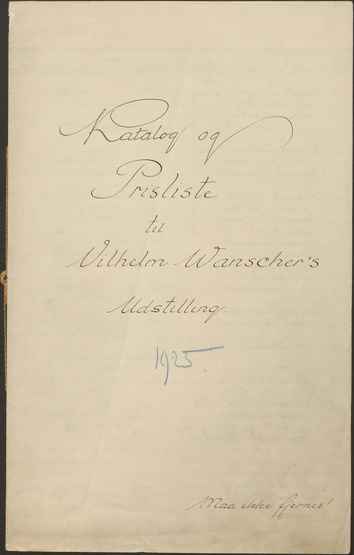 Katalog og
Prisliste
til
Vilhelm Wanscher's
Udstilling.
1925.
Maa ikke fjernes!